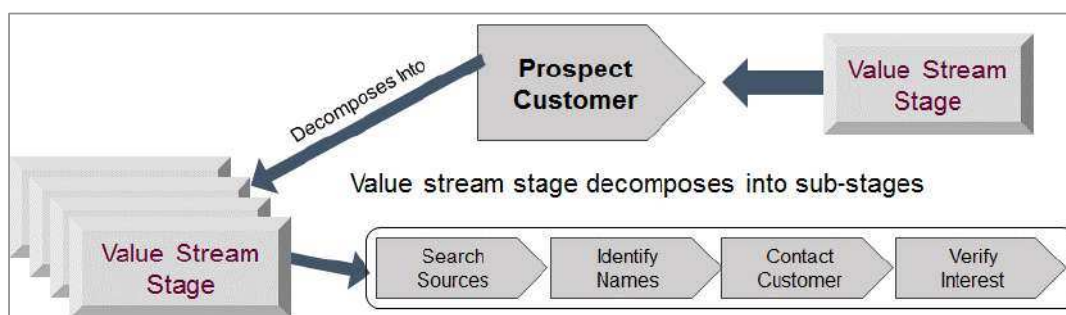 Prospect
Customer
Value Stream
Stage
Decomposes Into
Value stream stage decomposes into sub-stages
Value Stream
Stage
Search
Sources
Identify
Names
Contact
Customer
Verify
Interest